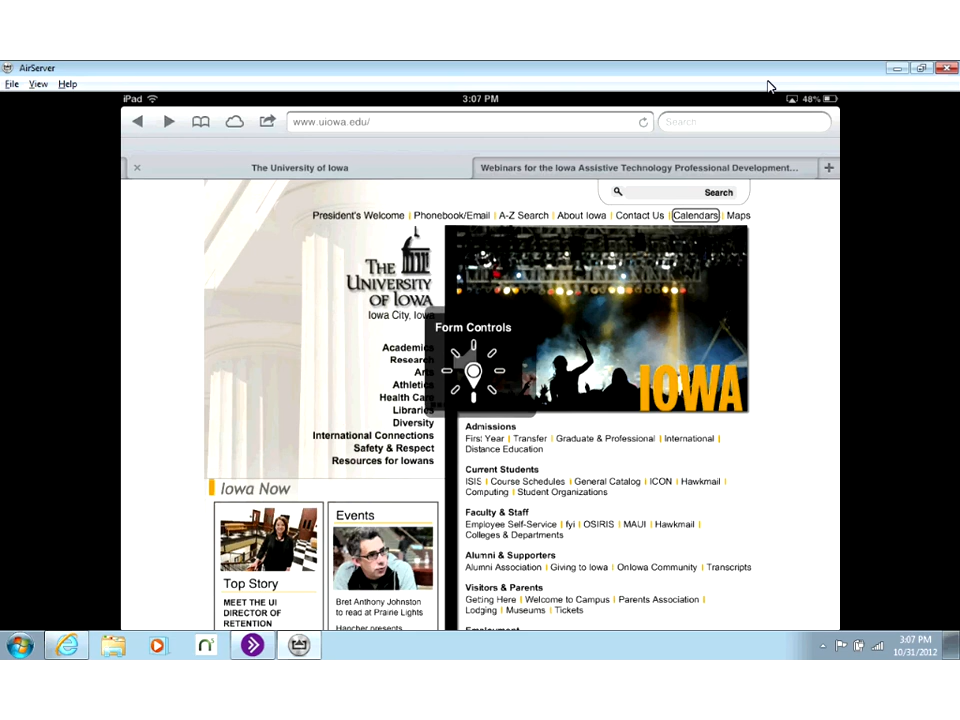 AirServer
File View Help
iPad 3:07 PM 48%
www.uiowa.edu/ Search
The University of Iowa Webinars for the Iowa Assistive Technology Professional Development...
Search
President's Welcome | Phonebook/Email | A-Z Search | About Iowa | Contact Us | Calendars | Maps
THE
UNIVERSITY
OF IOWA
Iowa City, Iowa
Form Controls
Academics
Research
Arts
Athletics
Health Care
Libraries
Diversity
International Connections
Safety & Respect
Resources for Iowans
IOWA
Admissions
First Year | Transfer | Graduate & Professional | International |
Distance Education
Current Students
ISIS | Course Schedules | General Catalog | ICON | Hawkmail |
Computing | Student Organizations
Faculty & Staff
Employee Self-Service | fyi | OSIRIS | MAUI | Hawkmail |
Colleges & Departments
Alumni & Supporters
Alumni Association | Giving to Iowa | OnIowa Community | Transcripts
Visitors & Parents
Getting Here | Welcome to Campus | Parents Association |
Lodging | Museums | Tickets
Employment
Iowa Now
Top Story
MEET THE UI
DIRECTOR OF
RETENTION
Events
Bret Anthony Johnston
to read at Prairie Lights
Hancher presents
3:07 PM
10/31/2012